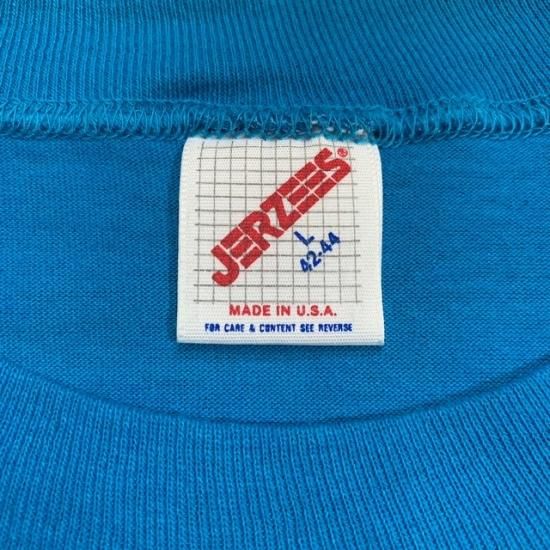 JERZEES®
L
42-44
MADE IN U.S.A.
FOR CARE & CONTENT SEE REVERSE